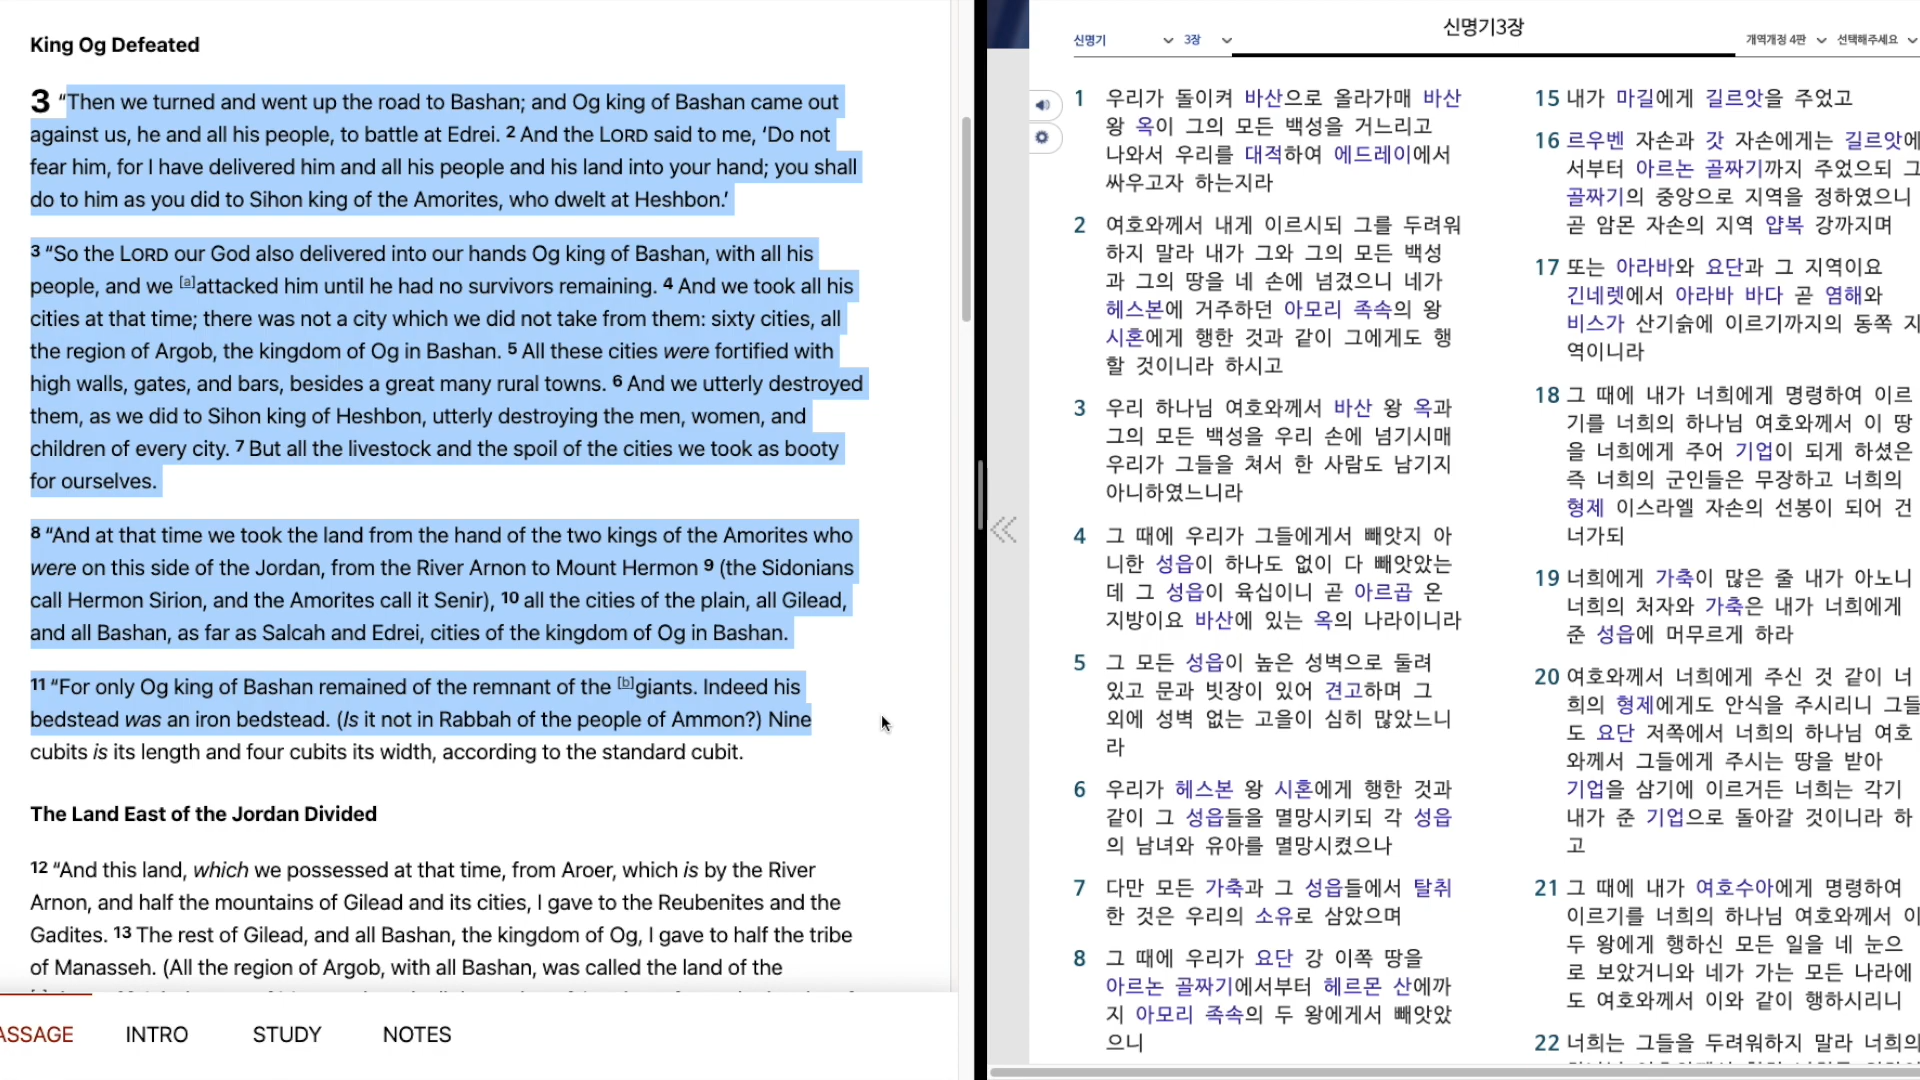 King Og Defeated
3 “Then we turned and went up the road to Bashan; and Og king of Bashan came out
against us, he and all his people, to battle at Edrei. 2 And the LORD said to me, ‘Do not
fear him, for I have delivered him and all his people and his land into your hand; you shall
do to him as you did to Sihon king of the Amorites, who dwelt at Heshbon.’
3 “So the LORD our God also delivered into our hands Og king of Bashan, with all his
people, and we [a]attacked him until he had no survivors remaining. 4 And we took all his
cities at that time; there was not a city which we did not take from them: sixty cities, all
the region of Argob, the kingdom of Og in Bashan. 5 All these cities were fortified with
high walls, gates, and bars, besides a great many rural towns. 6 And we utterly destroyed
them, as we did to Sihon king of Heshbon, utterly destroying the men, women, and
children of every city. 7 But all the livestock and the spoil of the cities we took as booty
for ourselves.
8 “And at that time we took the land from the hand of the two kings of the Amorites who
were on this side of the Jordan, from the River Arnon to Mount Hermon 9 (the Sidonians
call Hermon Sirion, and the Amorites call it Senir), 10 all the cities of the plain, all Gilead,
and all Bashan, as far as Salcah and Edrei, cities of the kingdom of Og in Bashan.
11 “For only Og king of Bashan remained of the remnant of the [b]giants. Indeed his
bedstead was an iron bedstead. (Is it not in Rabbah of the people of Ammon?) Nine
cubits is its length and four cubits its width, according to the standard cubit.
The Land East of the Jordan Divided
12 “And this land, which we possessed at that time, from Aroer, which is by the River
Arnon, and half the mountains of Gilead and its cities, I gave to the Reubenites and the
Gadites. 13 The rest of Gilead, and all Bashan, the kingdom of Og, I gave to half the tribe
of Manasseh. (All the region of Argob, with all Bashan, was called the land of the
ASSAGE INTRO STUDY NOTES
신명기3장
신명기 3장 개역개정 4판 선택해주세요
1 우리가 돌이켜 바산으로 올라가매 바산
왕 옥이 그의 모든 백성을 거느리고
나와서 우리를 대적하여 에드레이에서
싸우고자 하는지라
2 여호와께서 내게 이르시되 그를 두려워
하지 말라 내가 그와 그의 모든 백성
과 그의 땅을 네 손에 넘겼으니 네가
헤스본에 거주하던 아모리 족속의 왕
시혼에게 행한 것과 같이 그에게도 행
할 것이니라 하시고
3 우리 하나님 여호와께서 바산 왕 옥과
그의 모든 백성을 우리 손에 넘기시매
우리가 그들을 쳐서 한 사람도 남기지
아니하였느니라
4 그 때에 우리가 그들에게서 빼앗지 아
니한 성읍이 하나도 없이 다 빼앗았는
데 그 성읍이 육십이니 곧 아르곱 온
지방이요 바산에 있는 옥의 나라이니라
5 그 모든 성읍이 높은 성벽으로 둘려
있고 문과 빗장이 있어 견고하며 그
외에 성벽 없는 고을이 심히 많았느니
라
6 우리가 헤스본 왕 시혼에게 행한 것과
같이 그 성읍들을 멸망시키되 각 성읍
의 남녀와 유아를 멸망시켰으나
7 다만 모든 가축과 그 성읍들에서 탈취
한 것은 우리의 소유로 삼았으며
8 그 때에 우리가 요단 강 이쪽 땅을
아르논 골짜기에서부터 헤르몬 산에까
지 아모리 족속의 두 왕에게서 빼앗았
으니
15 내가 마길에게 길르앗을 주었고
16 르우벤 자손과 갓 자손에게는 길르앗에
서부터 아르논 골짜기까지 주었으되 그
골짜기의 중앙으로 지역을 정하였으니
곧 암몬 자손의 지역 얍복 강까지며
17 또는 아라바와 요단과 그 지역이요
긴네렛에서 아라바 바다 곧 염해와
비스가 산기슭에 이르기까지의 동쪽 지
역이니라
18 그 때에 내가 너희에게 명령하여 이르
기를 너희의 하나님 여호와께서 이 땅
을 너희에게 주어 기업이 되게 하셨은
즉 너희의 군인들은 무장하고 너희의
형제 이스라엘 자손의 선봉이 되어 건
너가되
19 너희에게 가축이 많은 줄 내가 아노니
너희의 처자와 가축은 내가 너희에게
준 성읍에 머무르게 하라
20 여호와께서 너희에게 주신 것 같이 너
희의 형제에게도 안식을 주시리니 그들
도 요단 저쪽에서 너희의 하나님 여호
와께서 그들에게 주시는 땅을 받아
기업을 삼기에 이르거든 너희는 각기
내가 준 기업으로 돌아갈 것이니라 하
고
21 그 때에 내가 여호수아에게 명령하여
이르기를 너희의 하나님 여호와께서 이
두 왕에게 행하신 모든 일을 네 눈으
로 보았거니와 네가 가는 모든 나라에
도 여호와께서 이와 같이 행하시리니
22 너희는 그들을 두려워하지 말라 너희의